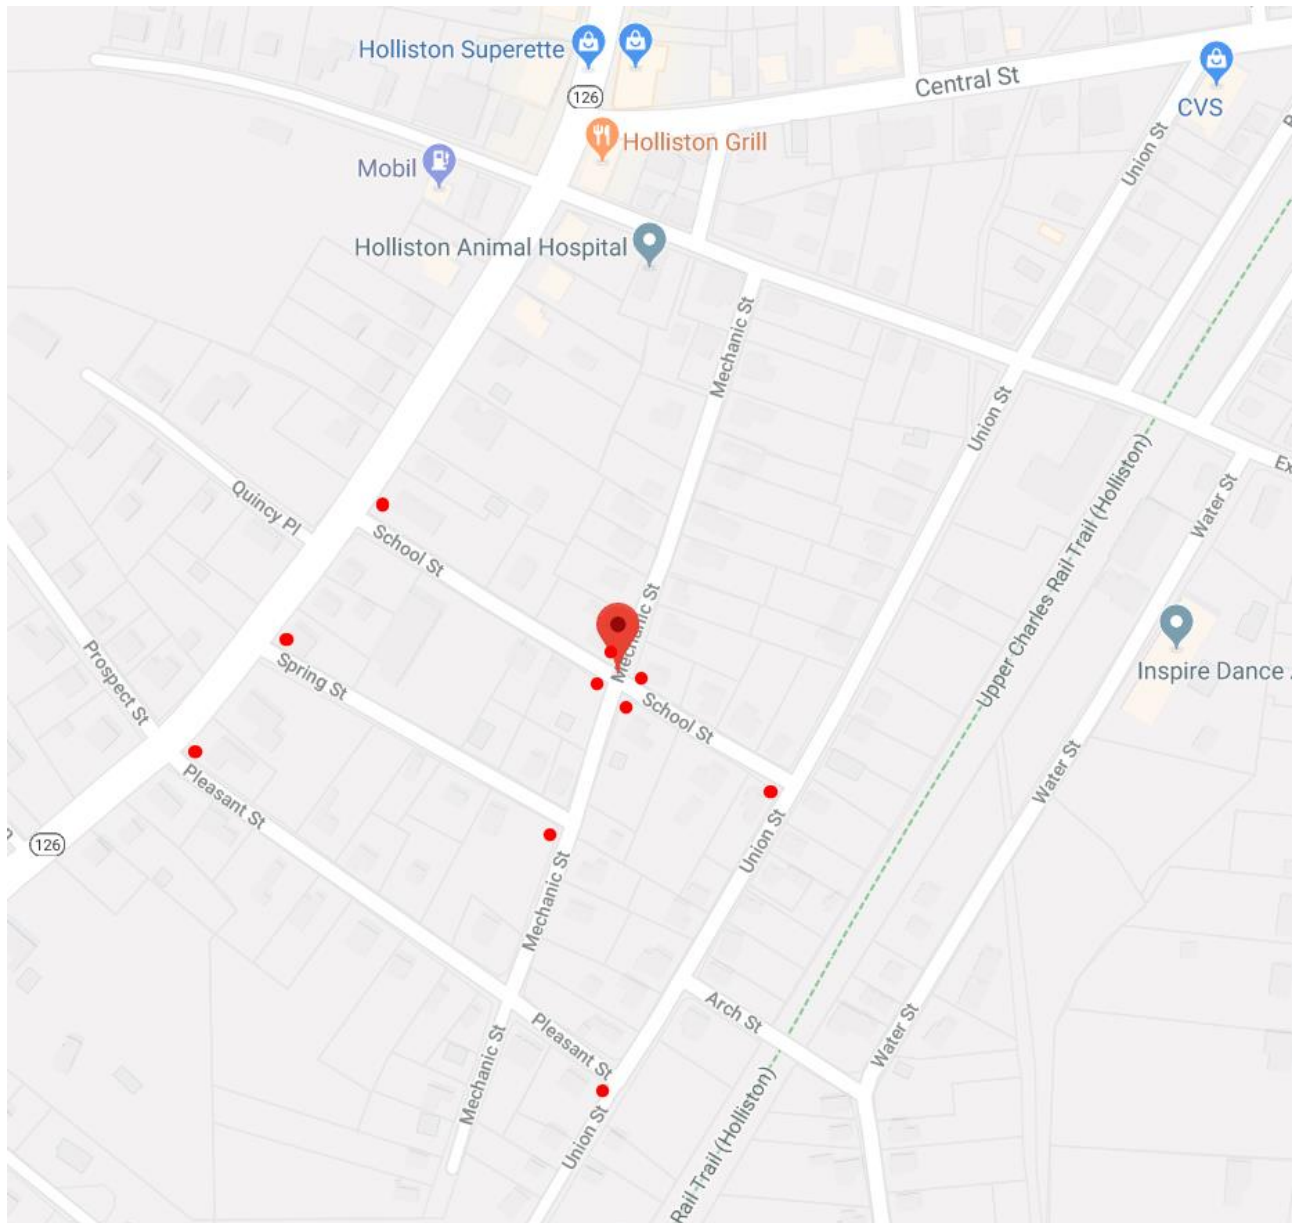 Holliston Superette
126
Central St
CVS
Holliston Grill
Mobil
Union St
Holliston Animal Hospital
Mechanic St
Union St
Upper Charles Rail-Trail (Holliston)
Ex
Water St
Quincy Pl
School St
Mechanic St
Inspire Dance
Prospect St
Spring St
School St
Water St
Pleasant St
126
Union St
Mechanic St
Arch St
Water St
Pleasant St
Mechanic St
Union St
Rail-Trail-(Holliston)